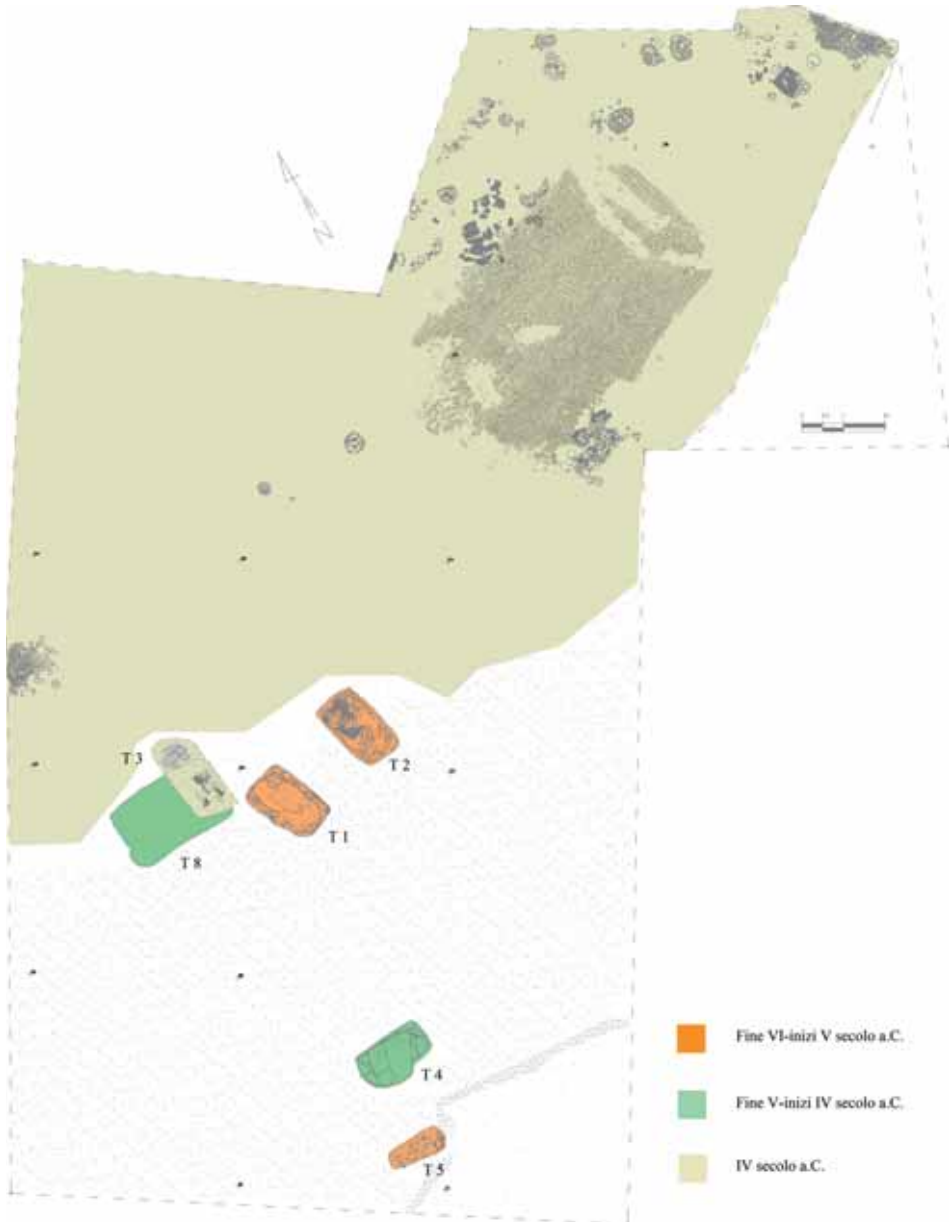 T 3
T 2
T 1
T 8
T 4
T 5
Fine VI-inizi V secolo a.C.
Fine V-inizi IV secolo a.C.
IV secolo a.C.